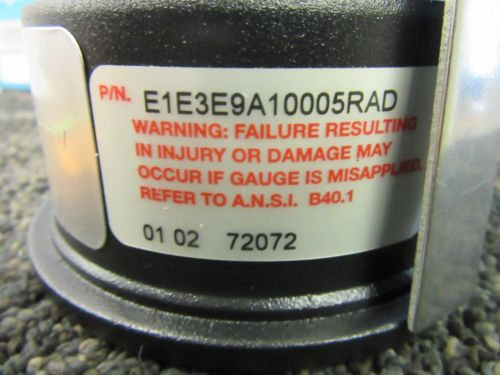 P/N. E1E3E9A10005RAD
WARNING: FAILURE RESULTING
IN INJURY OR DAMAGE MAY
OCCUR IF GAUGE IS MISAPPLIED.
REFER TO A.N.S.I. B40.1
01 02 72072